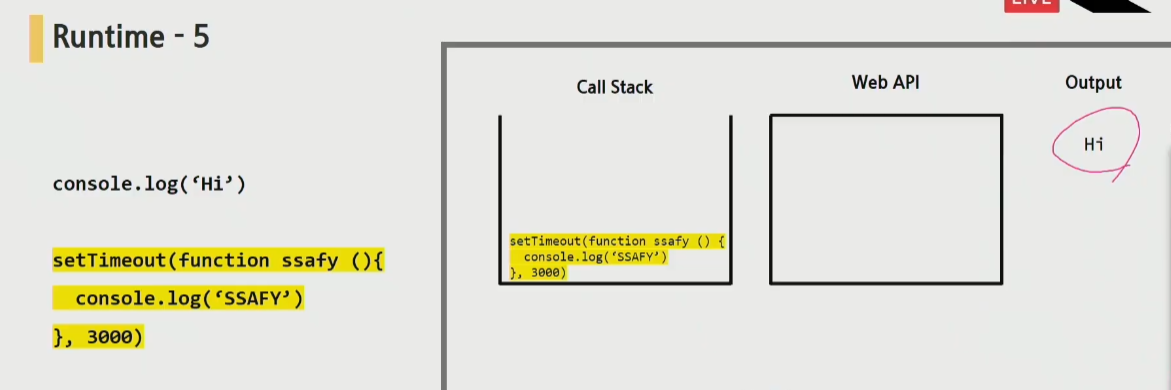 LIVE
Runtime - 5
Call Stack
Web API
Output
Hi
console.log(‘Hi’)
setTimeout(function ssafy (){
console.log(‘SSAFY’)
}, 3000)
setTimeout(function ssafy () {
console.log(‘SSAFY’)
}, 3000)